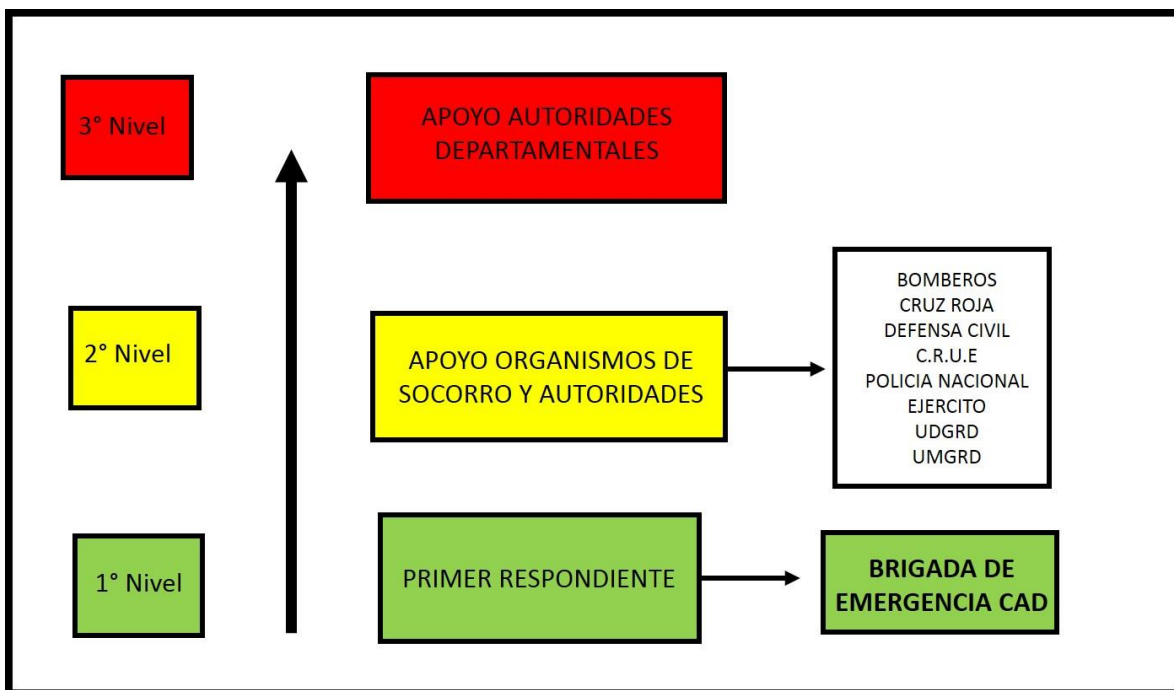 3° Nivel
APOYO AUTORIDADES
DEPARTAMENTALES
2° Nivel
APOYO ORGANISMOS DE
SOCORRO Y AUTORIDADES
BOMBEROS
CRUZ ROJA
DEFENSA CIVIL
C.R.U.E
POLICIA NACIONAL
EJERCITO
UDGRD
UMGRD
1° Nivel
PRIMER RESPONDIENTE
BRIGADA DE
EMERGENCIA CAD